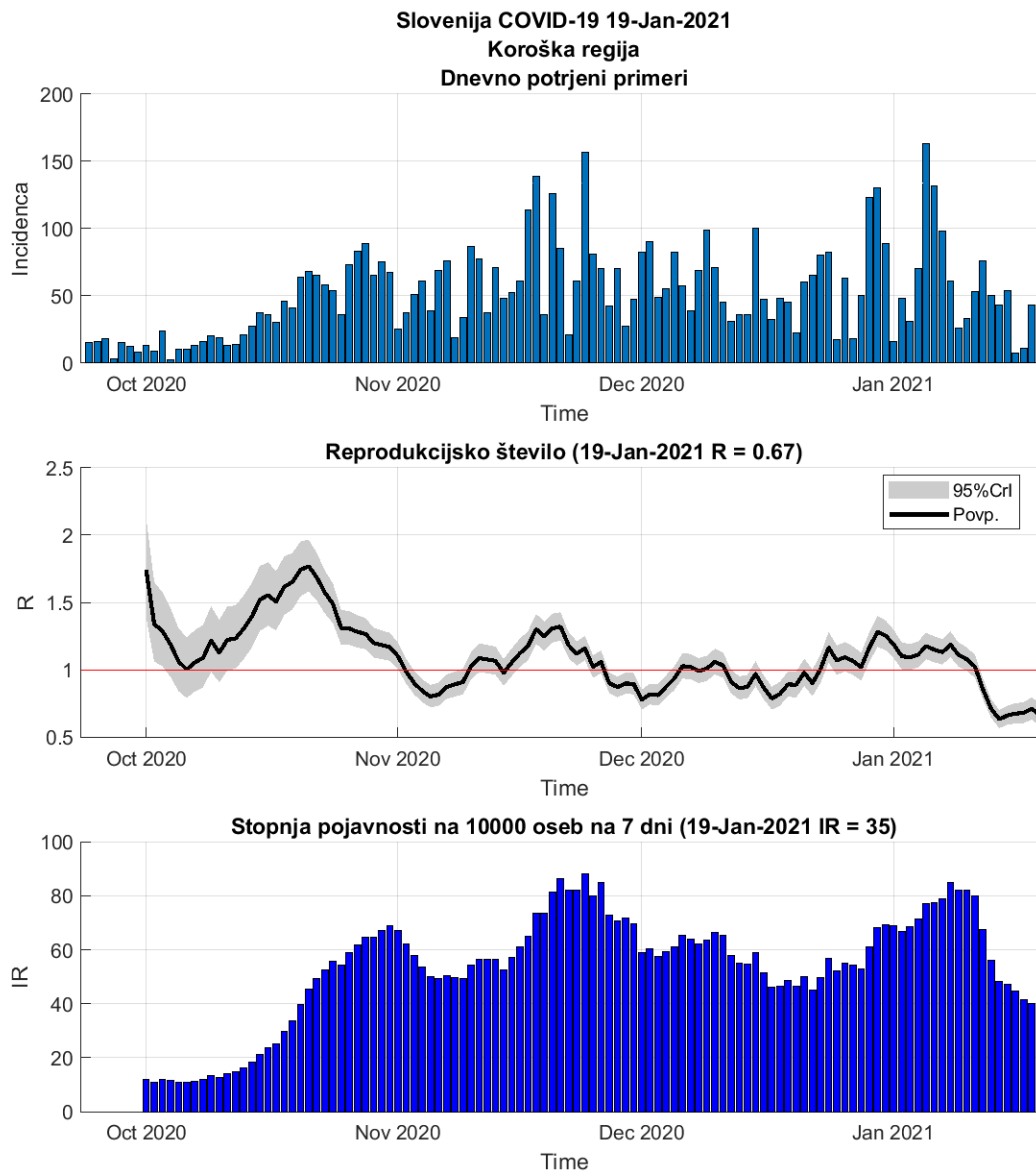 Slovenija COVID-19 19-Jan-2021
Koroška regija
Dnevno potrjeni primeri
200
150
100
50
0
Incidenca
Oct 2020 Nov 2020 Dec 2020 Jan 2021
Time
Reprodukcijsko število (19-Jan-2021 R = 0.67)
2.5
2
1.5
1
0.5
R
95%CrI
Povp.
Oct 2020 Nov 2020 Dec 2020 Jan 2021
Time
Stopnja pojavnosti na 10000 oseb na 7 dni (19-Jan-2021 IR = 35)
100
80
60
40
20
0
IR
Oct 2020 Nov 2020 Dec 2020 Jan 2021
Time